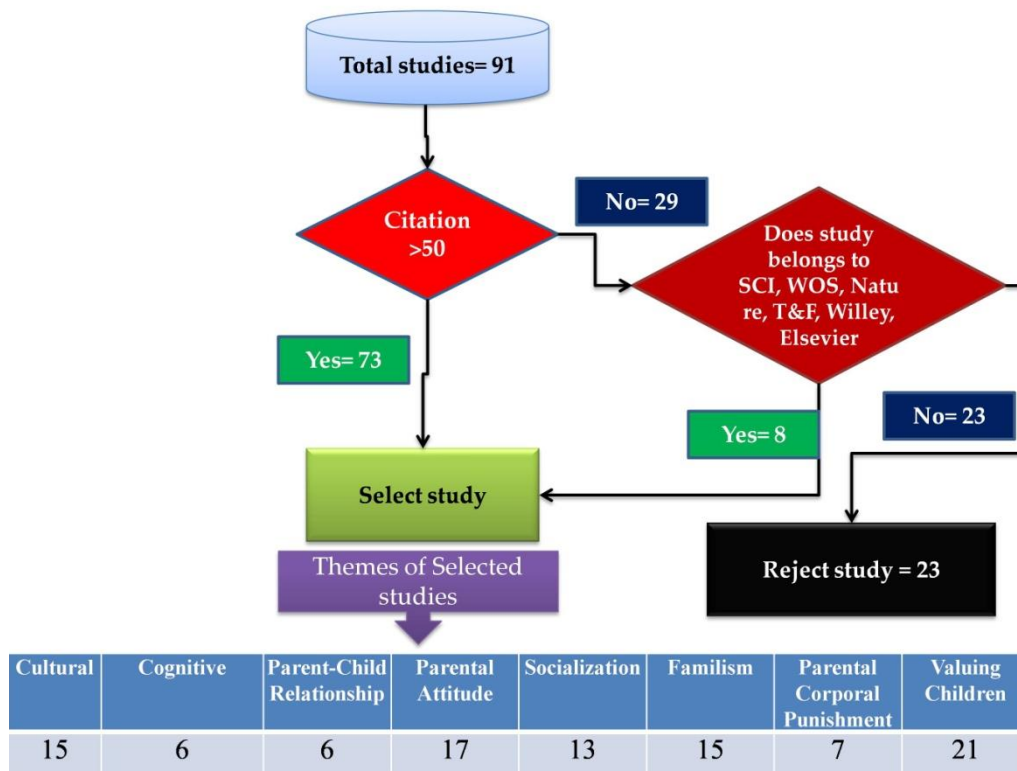 Total studies= 91
Citation
>50
No= 29
Does study
belongs to
SCI, WOS, Natu
re, T&F, Willey,
Elsevier
Yes= 73
Yes= 8
No= 23
Select study
Reject study = 23
Themes of Selected
studies
Cultural
Cognitive
Parent-Child
Relationship
Parental
Attitude
Socialization
Familism
Parental
Corporal
Punishment
Valuing
Children
15
6
6
17
13
15
7
21